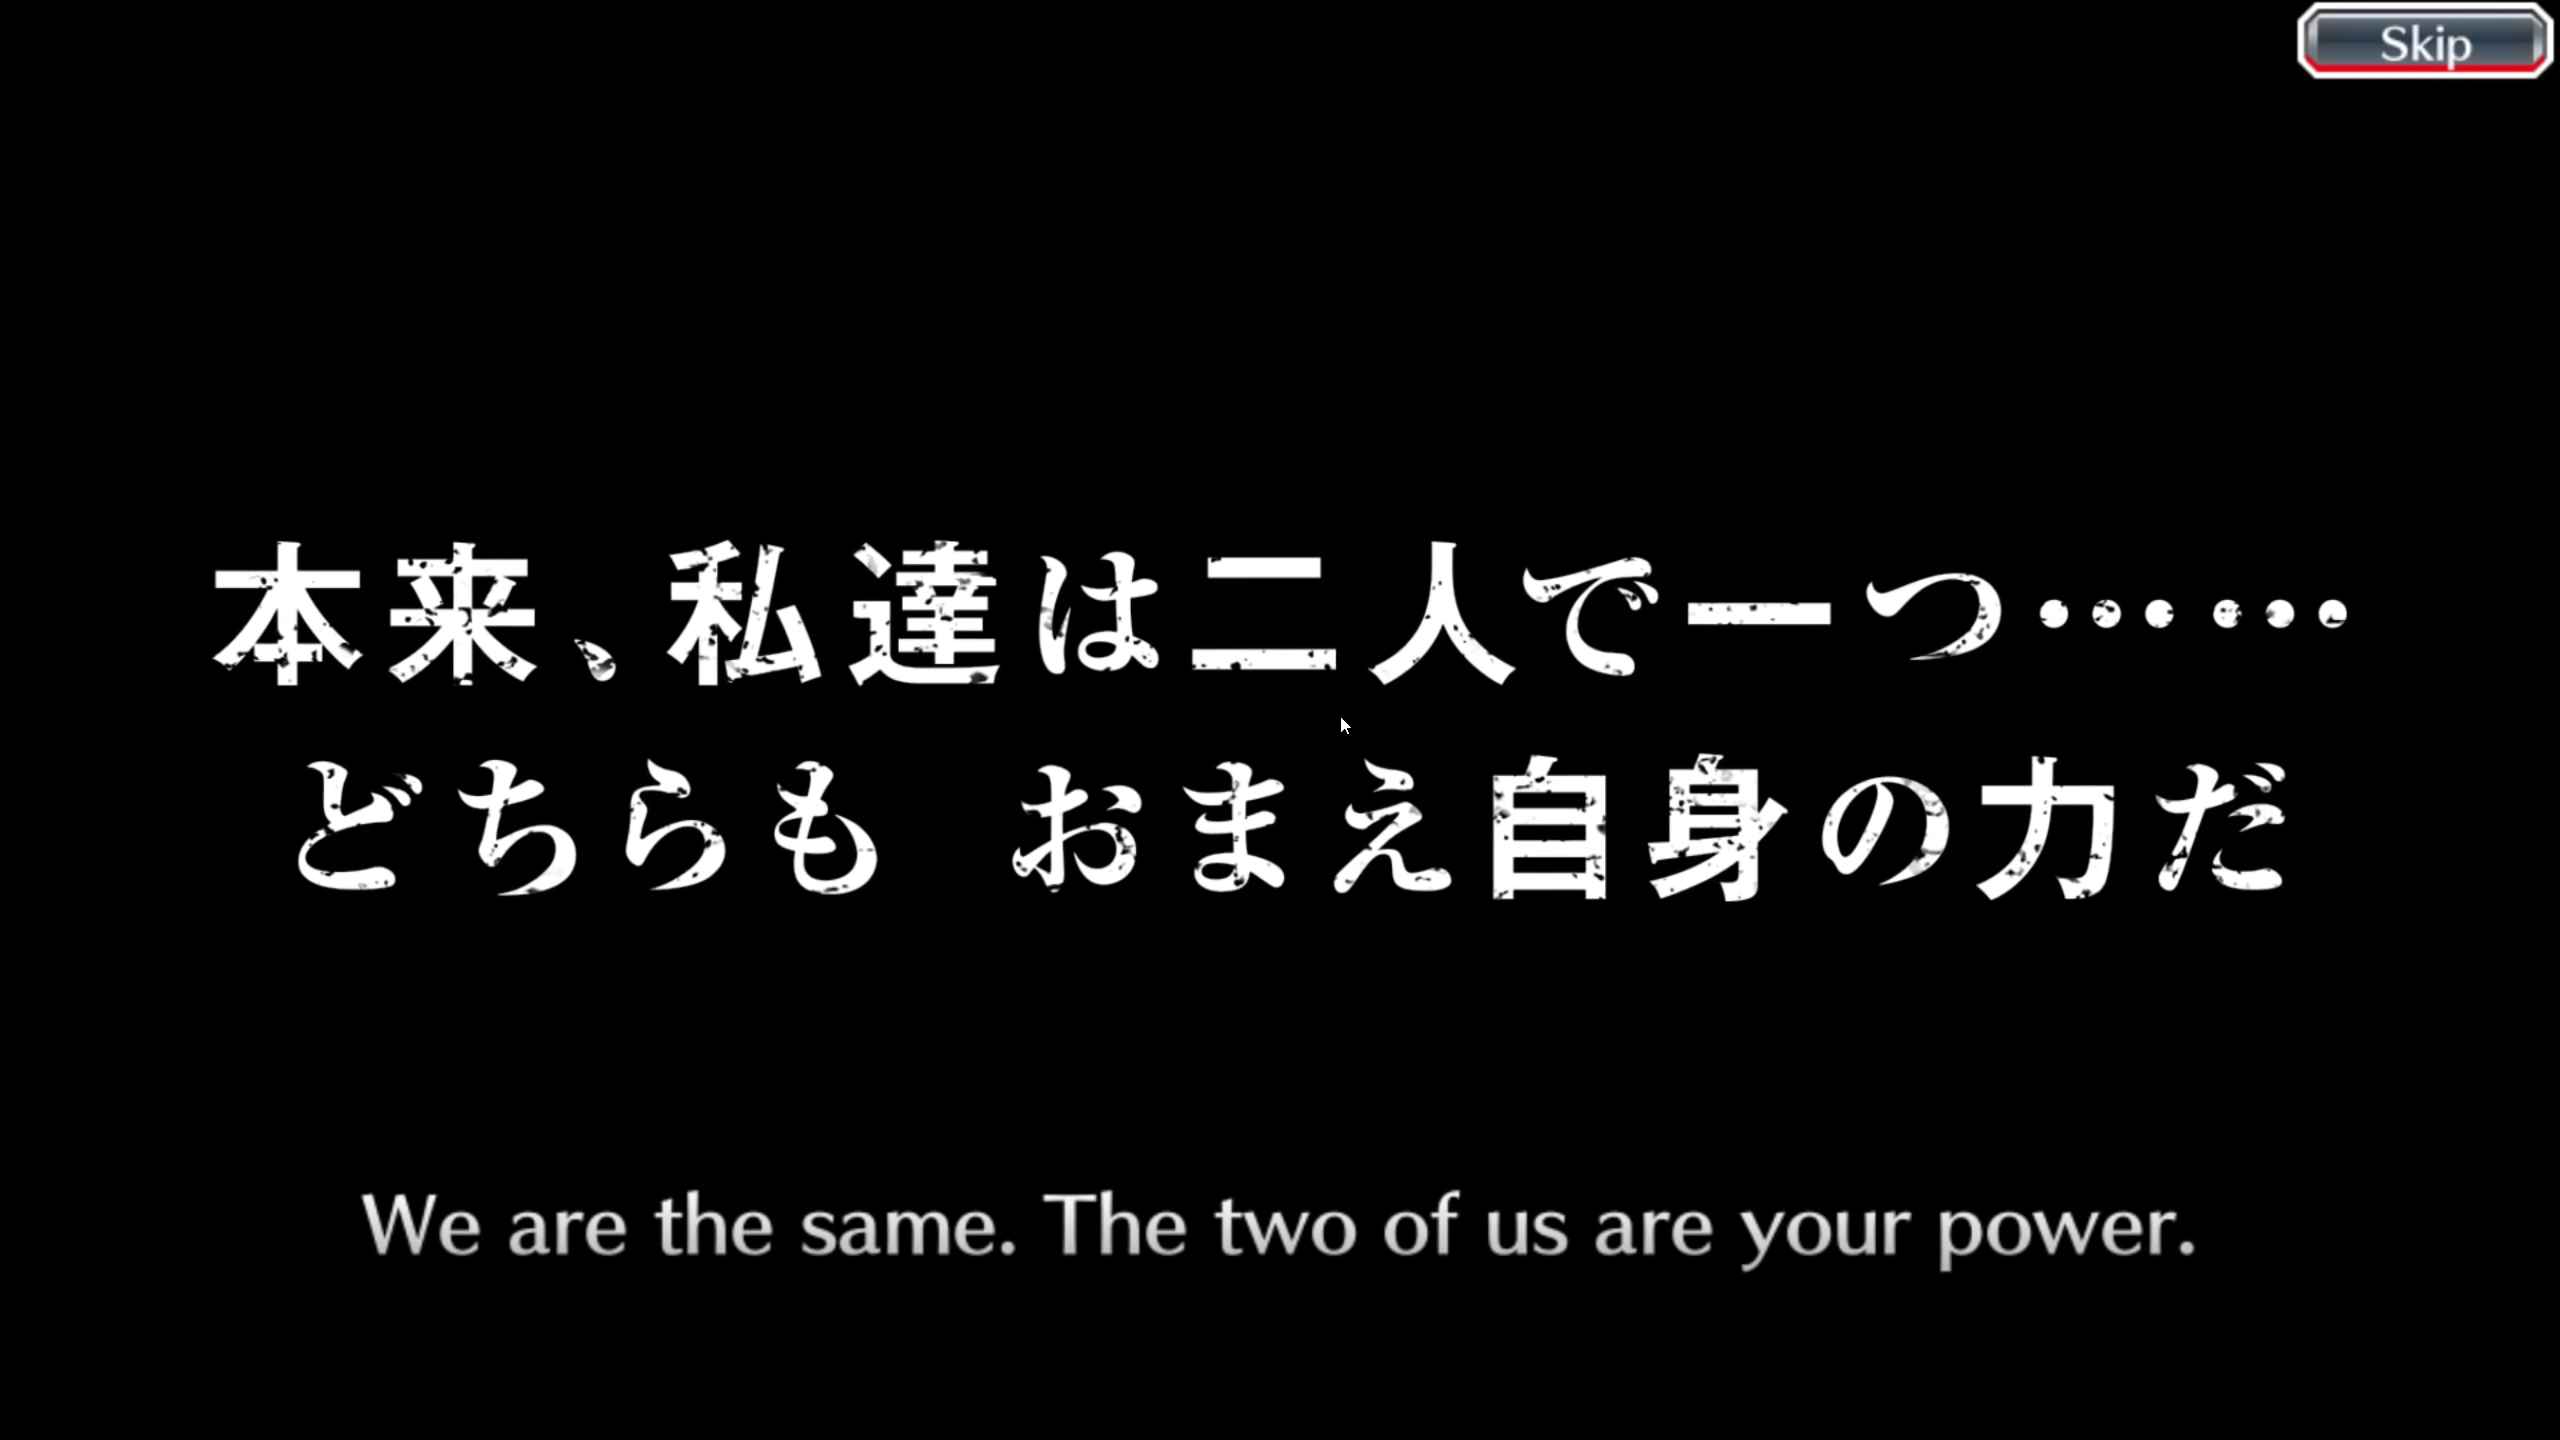 Skip
本来、私達は二人で一つ……
どちらも　おまえ自身の力だ
We are the same. The two of us are your power.